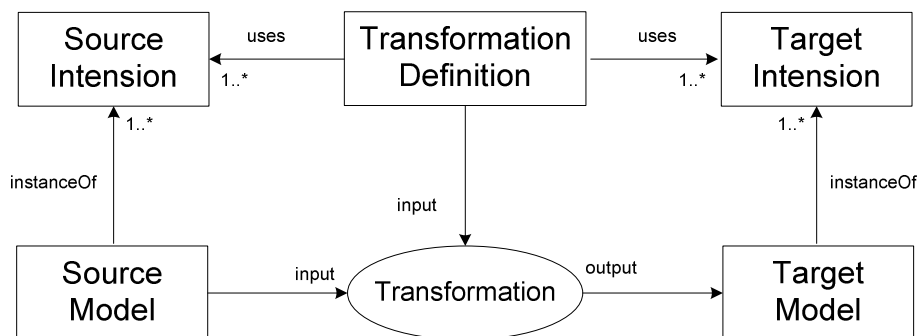 Source
Intension
uses
1..*
Transformation
Definition
uses
1..*
Target
Intension
1..*
1..*
instanceOf
input
instanceOf
Source
Model
input
Transformation
output
Target
Model